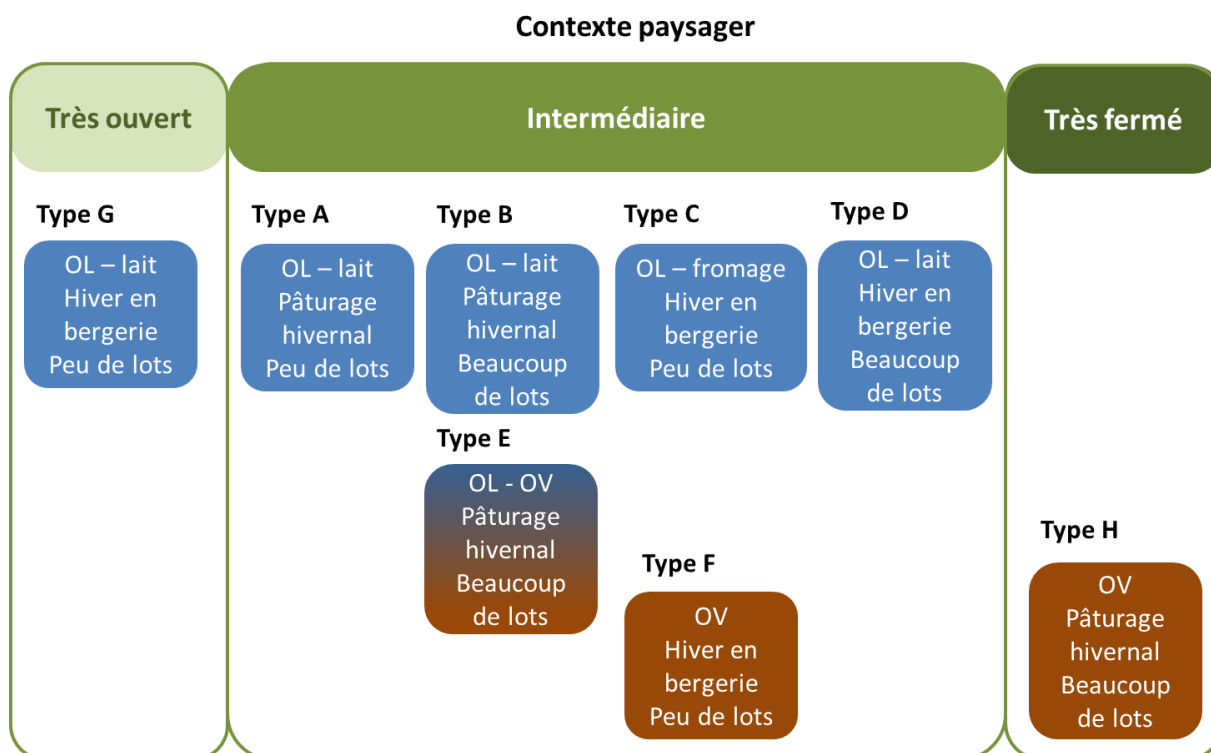 Contexte paysager
Très ouvert
Intermédiaire
Très fermé
Type G
OL – lait
Hiver en
bergerie
Peu de lots
Type A
OL – lait
Pâturage
hivernal
Peu de lots
Type B
OL – lait
Pâturage
hivernal
Beaucoup
de lots
Type C
OL – fromage
Hiver en
bergerie
Peu de lots
Type D
OL – lait
Hiver en
bergerie
Beaucoup
de lots
Type E
OL - OV
Pâturage
hivernal
Beaucoup
de lots
Type F
OV
Hiver en
bergerie
Peu de lots
Type H
OV
Pâturage
hivernal
Beaucoup
de lots